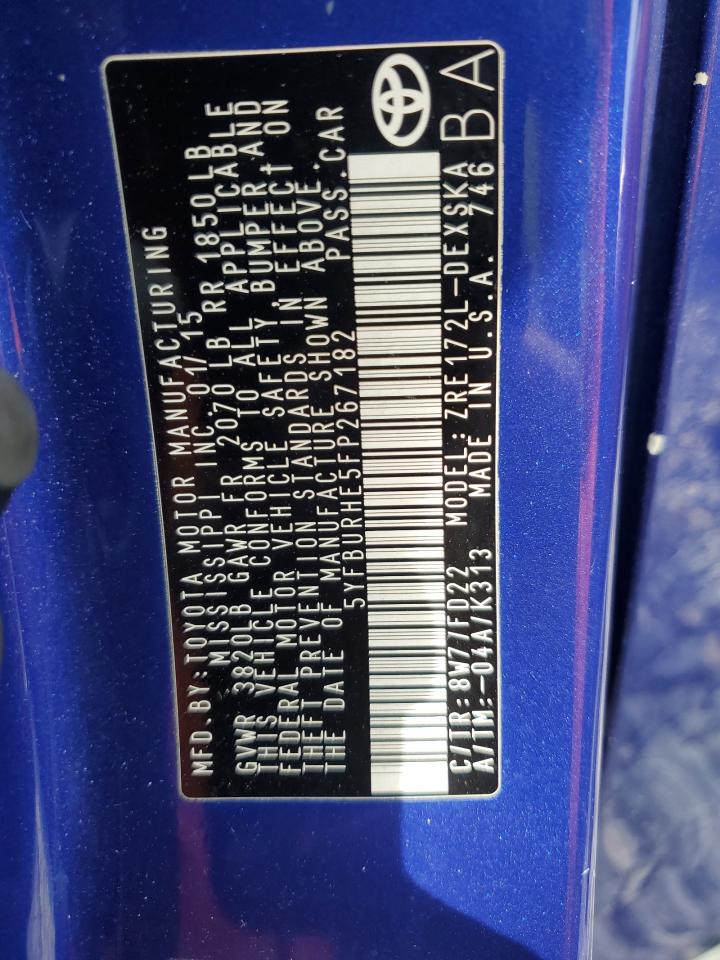 MFD.BY:TOYOTA MOTOR MANUFACTURING
MISSISSIPPI INC. 01/15
GVWR 3820LB GAWR FR 2070 LB RR 1850 LB
THIS VEHICLE CONFORMS TO ALL APPLICABLE
FEDERAL MOTOR VEHICLE SAFETY, BUMPER, AND
THEFT PREVENTION STANDARDS IN EFFECT ON
THE DATE OF MANUFACTURE SHOWN ABOVE.
5YFBURHE5FP267182 PASS.CAR
C/TR:8W77FD22 MODEL:ZRE172L-DEXSKA
A/TM:-04A/K313 MADE IN U.S.A. 746
BA